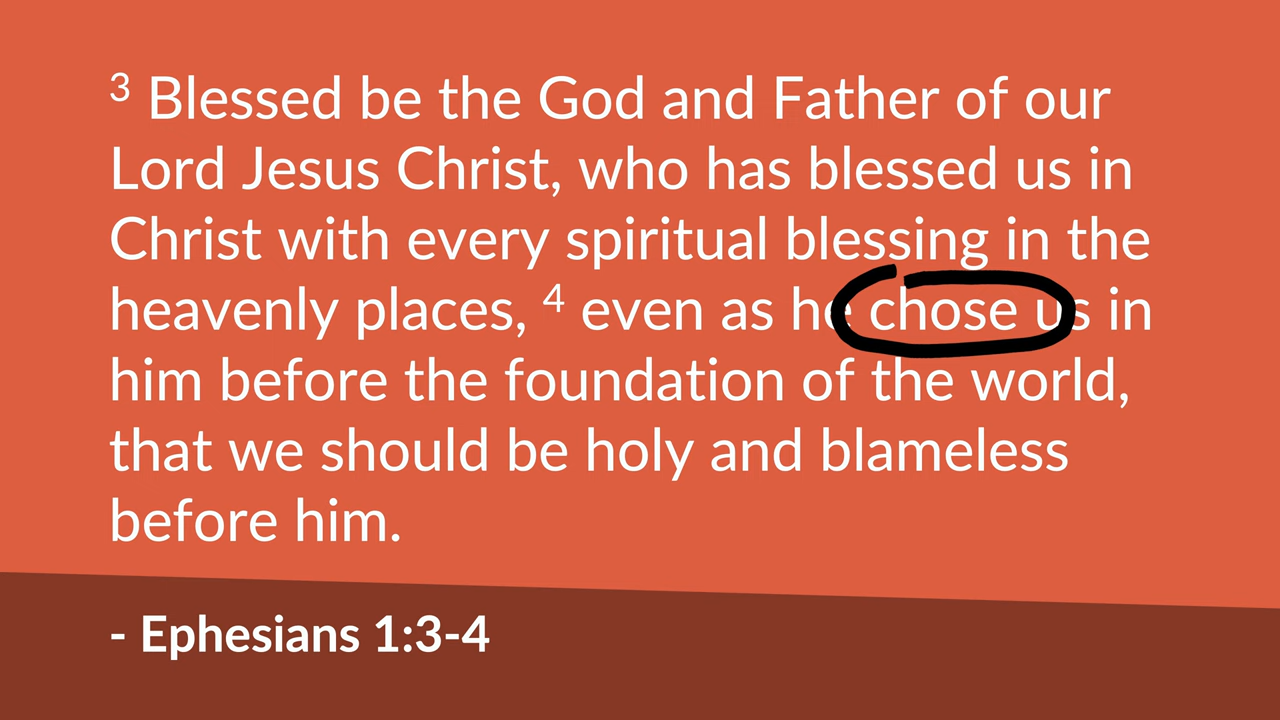 3 Blessed be the God and Father of our
Lord Jesus Christ, who has blessed us in
Christ with every spiritual blessing in the
heavenly places, 4 even as he chose us in
him before the foundation of the world,
that we should be holy and blameless
before him.
- Ephesians 1:3-4